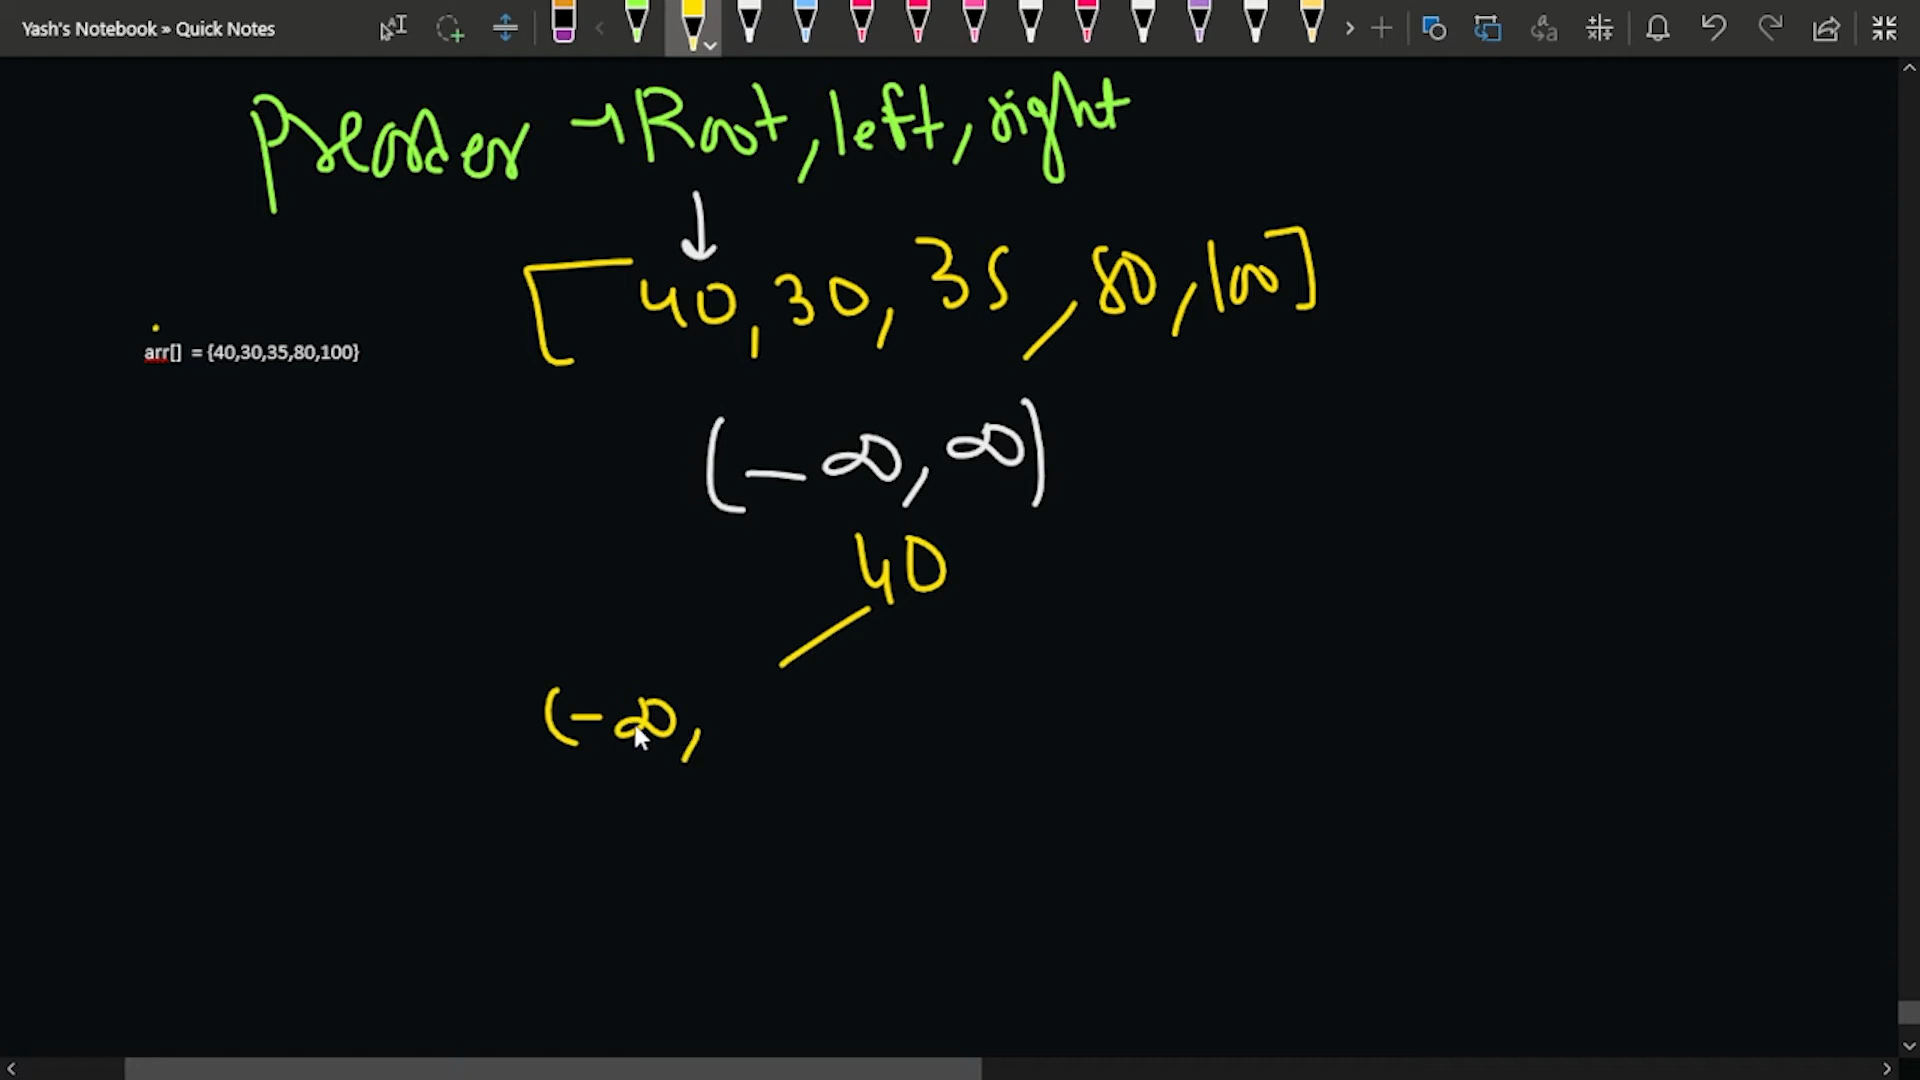 Yash's Notebook » Quick Notes
Preorder → Root, left, right
[40, 30, 35, 80, 100]
arr[] = {40,30,35,80,100}
(-∞, ∞)
40
(-∞,